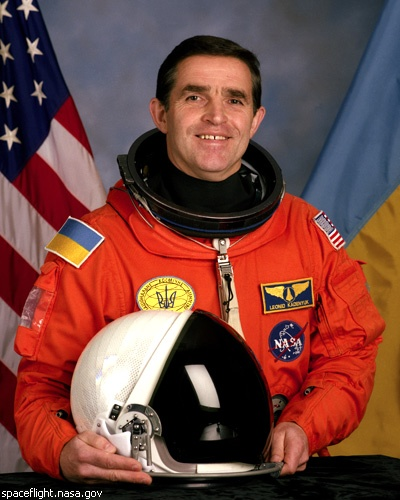 LEONID KADENYUK
NASA
spaceflight.nasa.gov